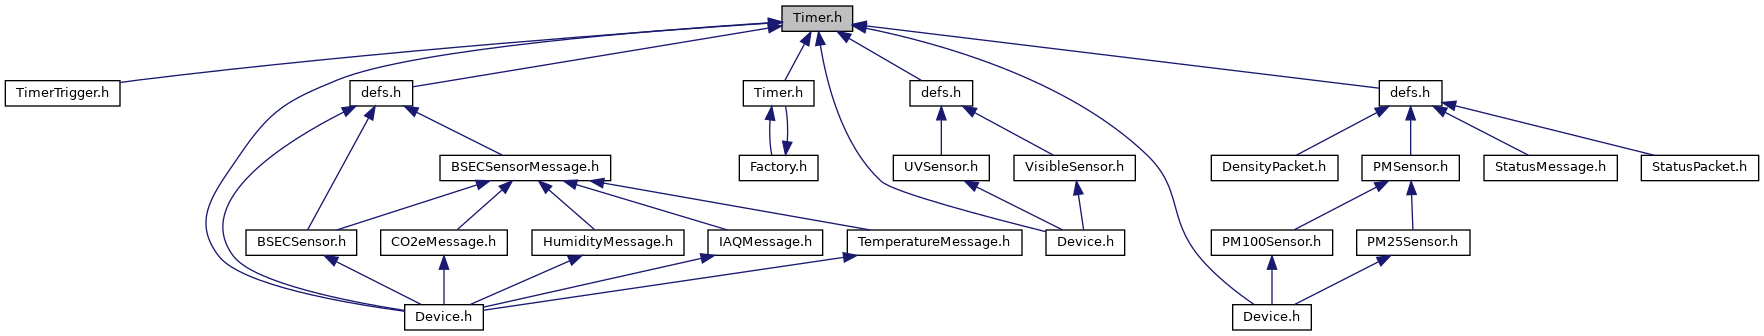 Timer.h
TimerTrigger.h
defs.h
Timer.h
defs.h
defs.h
BSECSensorMessage.h
Factory.h
UVSensor.h
VisibleSensor.h
DensityPacket.h
PMSensor.h
StatusMessage.h
StatusPacket.h
BSECSensor.h
CO2eMessage.h
HumidityMessage.h
IAQMessage.h
TemperatureMessage.h
Device.h
PM100Sensor.h
PM25Sensor.h
Device.h
Device.h